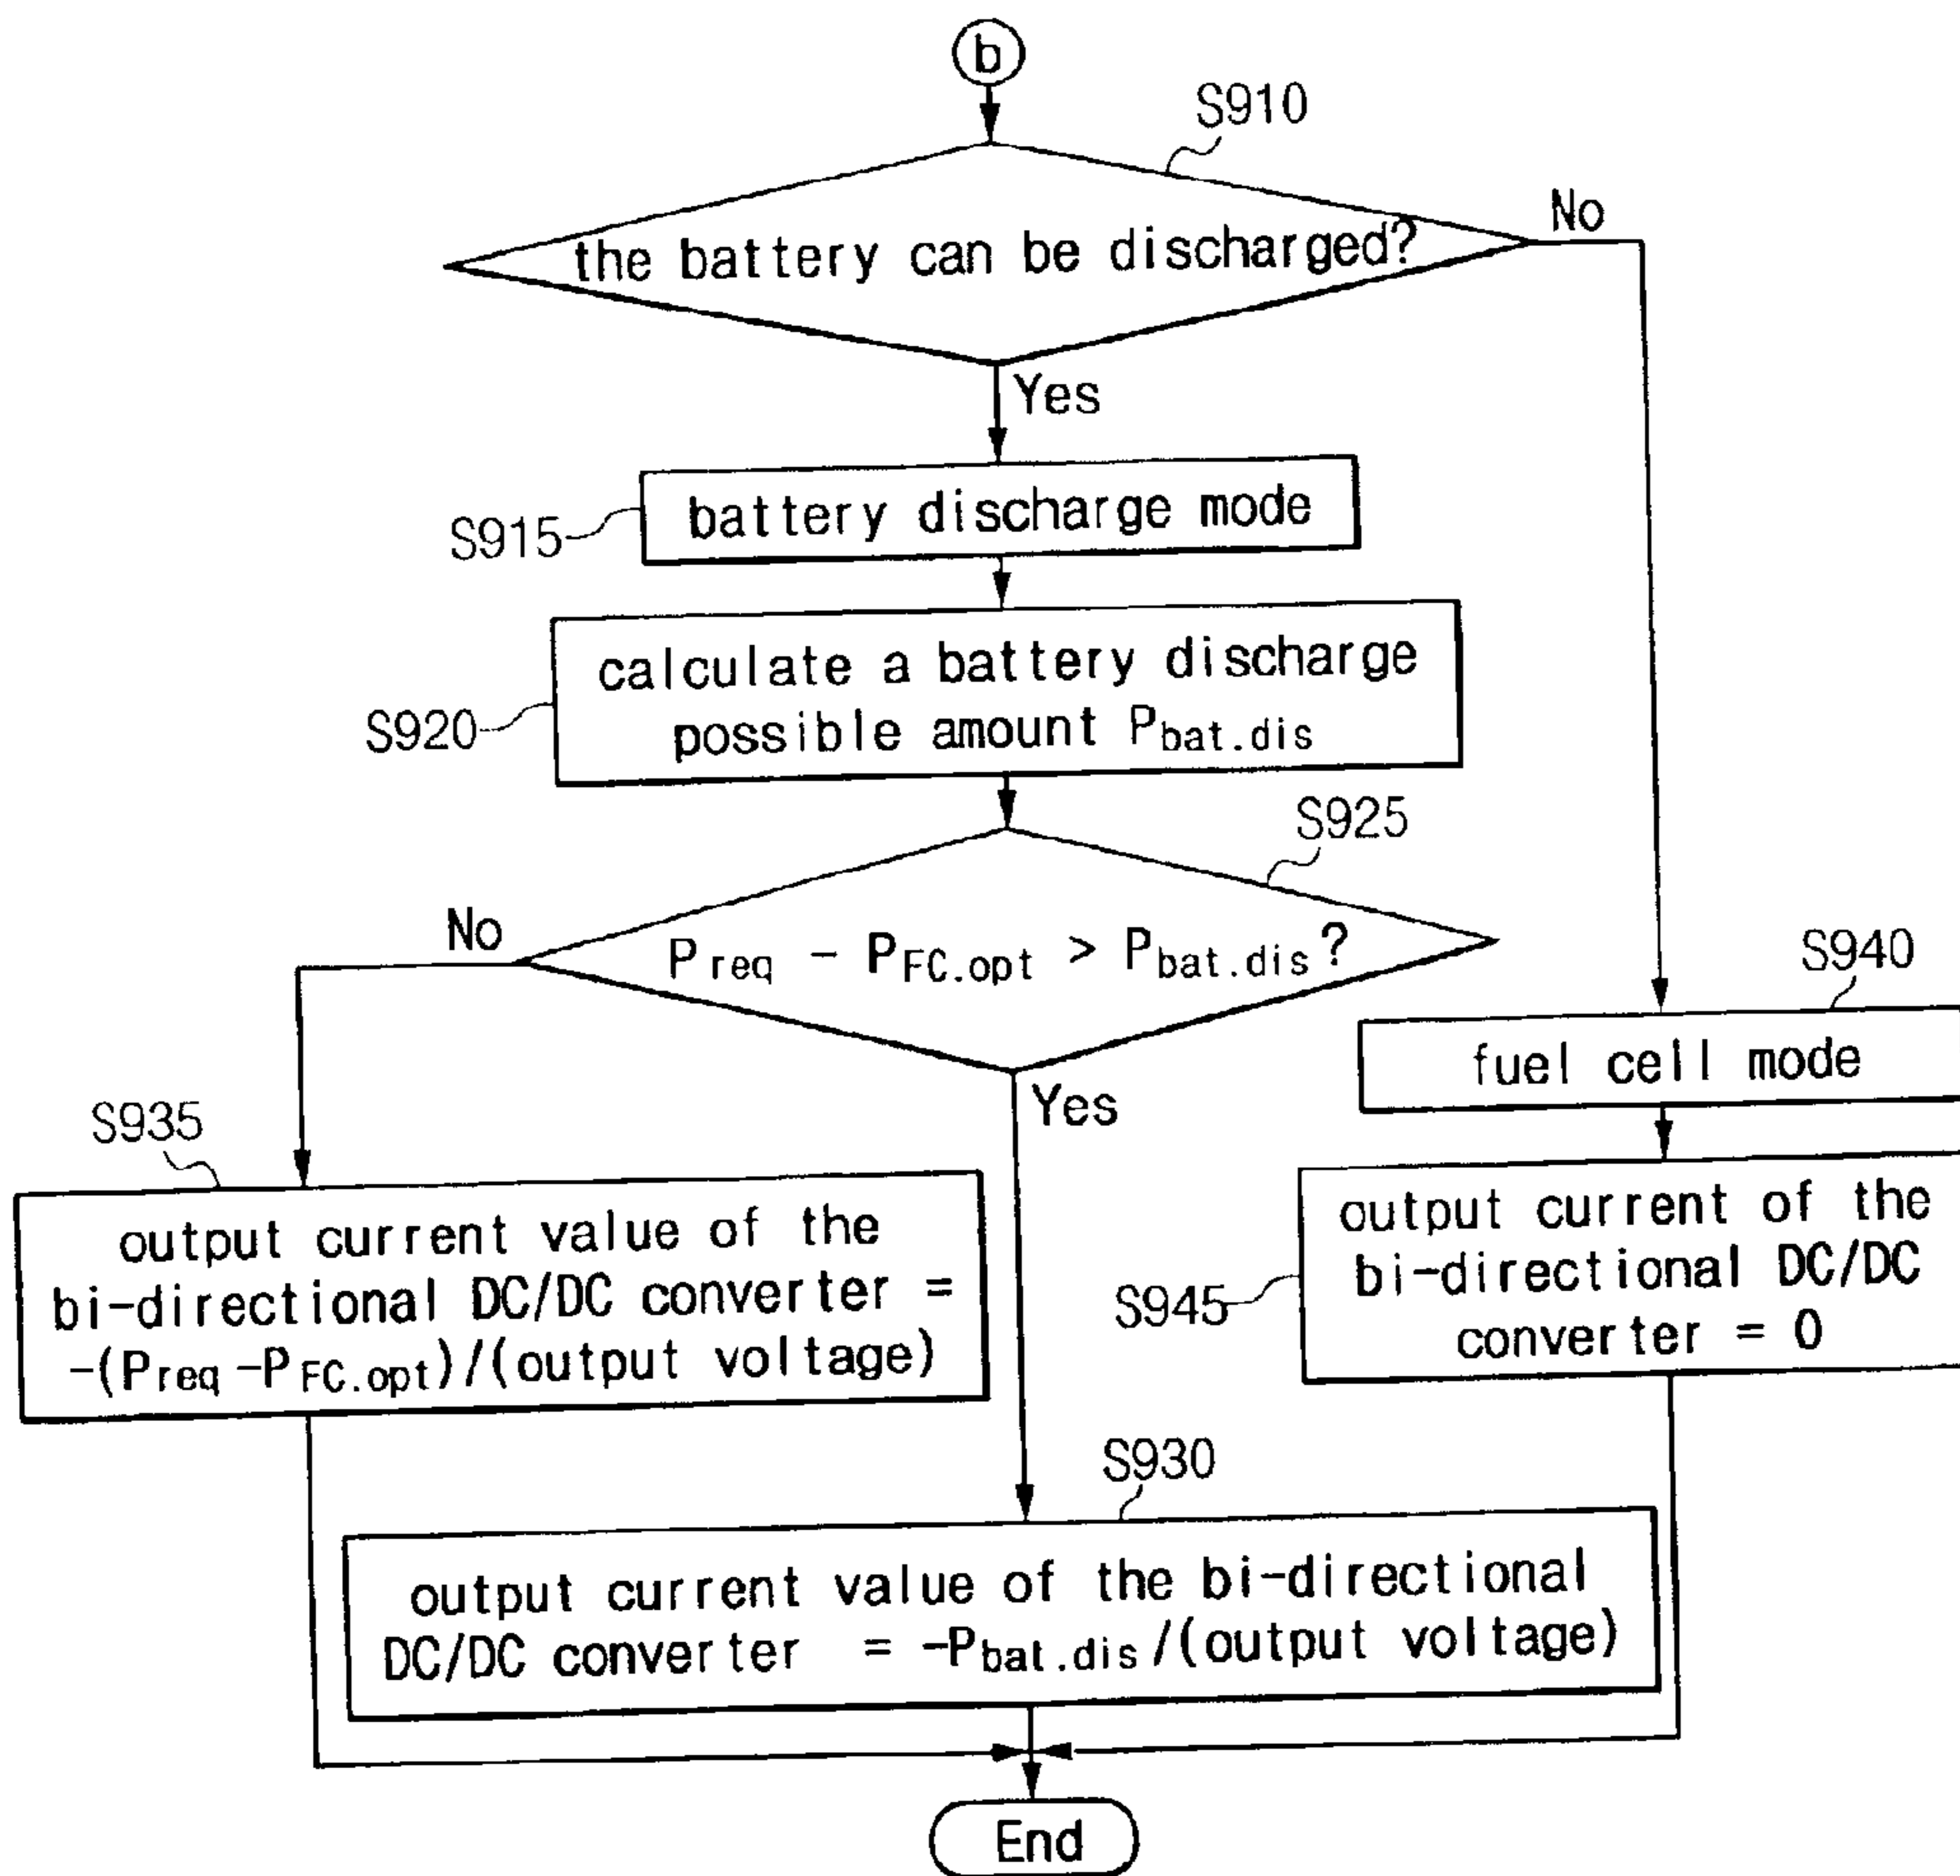 b
S910
the battery can be discharged?
No
Yes
S915
battery discharge mode
S920
calculate a battery discharge
possible amount Pbat.dis
S925
No
Preq - PFC.opt > Pbat.dis?
Yes
S940
fuel cell mode
S935
output current value of the
bi-directional DC/DC converter =
-(Preq -PFC.opt)/(output voltage)
S945
output current of the
bi-directional DC/DC
converter = 0
S930
output current value of the bi-directional
DC/DC converter = -Pbat.dis/(output voltage)
End